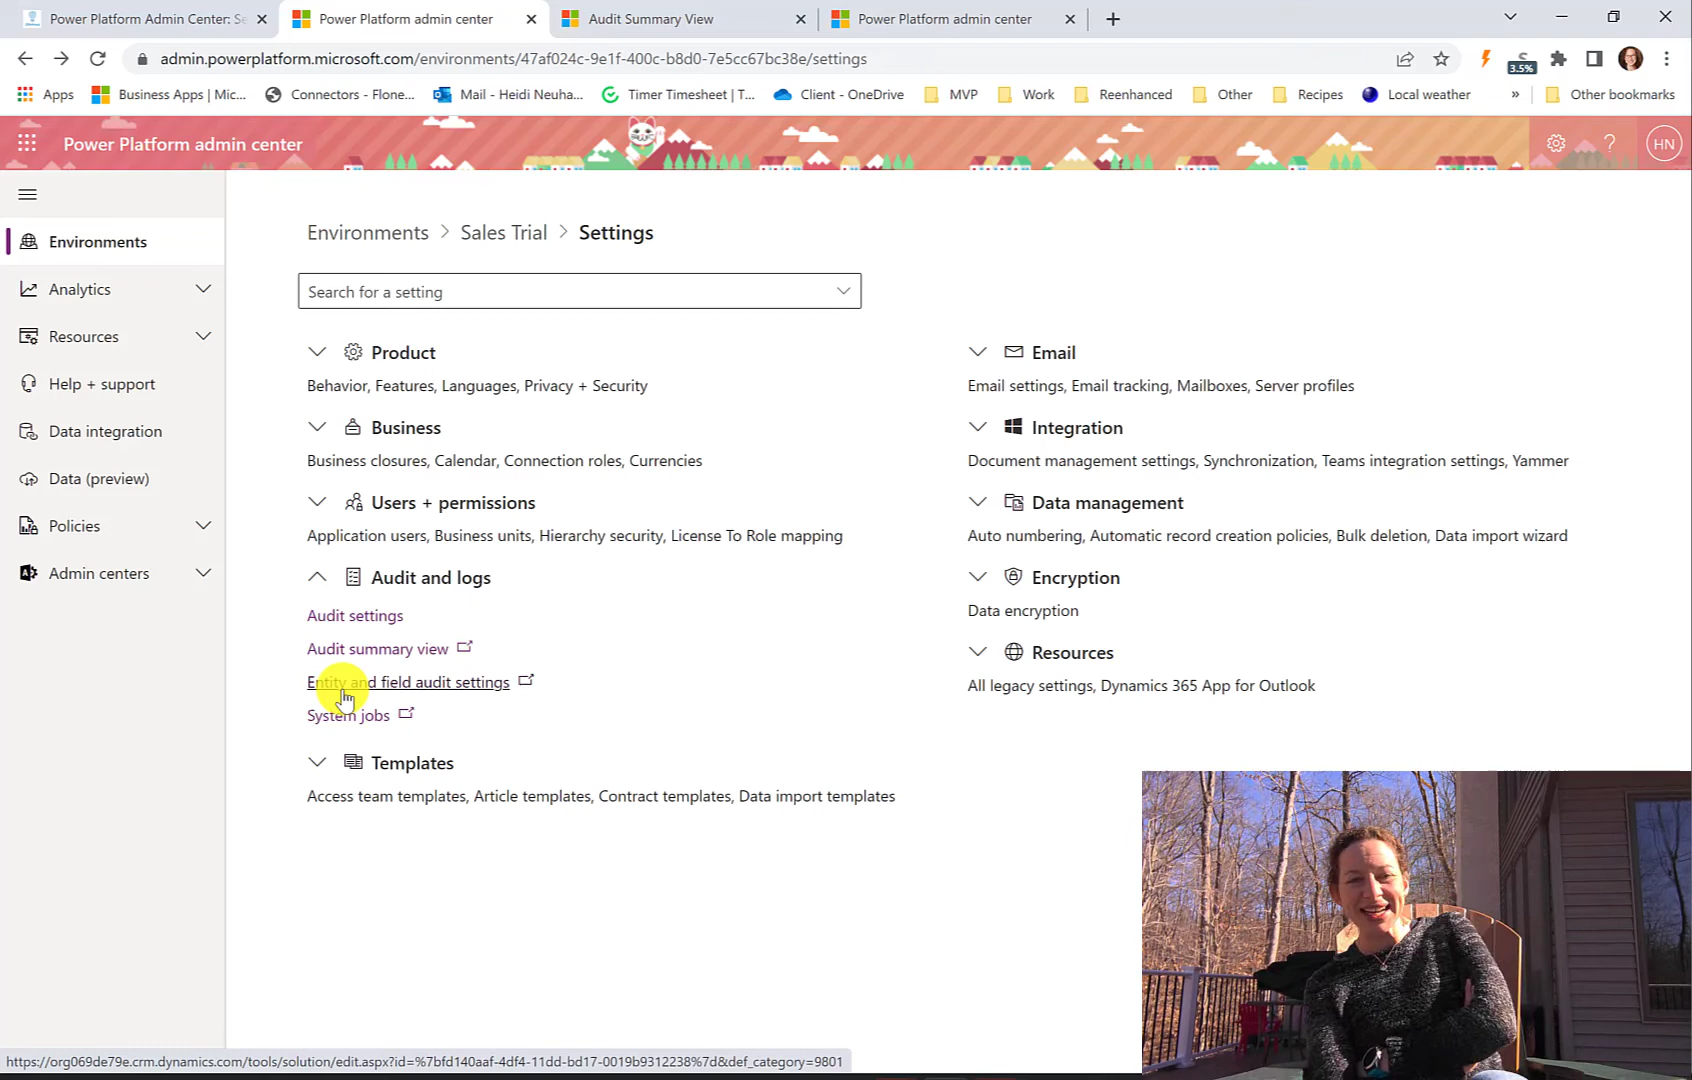 Power Platform Admin Center: Se
Power Platform admin center
Audit Summary View
Power Platform admin center
admin.powerplatform.microsoft.com/environments/47af024c-9e1f-400c-b8d0-7e5cc67bc38e/settings
3.5%
Apps
Business Apps | Mic...
Connectors - Flone...
Mail - Heidi Neuha...
Timer Timesheet | T...
Client - OneDrive
MVP
Work
Reenhanced
Other
Recipes
Local weather
»
Other bookmarks
Power Platform admin center
?
HN
Environments
Analytics
Resources
Help + support
Data integration
Data (preview)
Policies
Admin centers
Environments > Sales Trial > Settings
Search for a setting
Product
Behavior, Features, Languages, Privacy + Security
Business
Business closures, Calendar, Connection roles, Currencies
Users + permissions
Application users, Business units, Hierarchy security, License To Role mapping
Audit and logs
Audit settings
Audit summary view
Entity and field audit settings
System jobs
Templates
Access team templates, Article templates, Contract templates, Data import templates
Email
Email settings, Email tracking, Mailboxes, Server profiles
Integration
Document management settings, Synchronization, Teams integration settings, Yammer
Data management
Auto numbering, Automatic record creation policies, Bulk deletion, Data import wizard
Encryption
Data encryption
Resources
All legacy settings, Dynamics 365 App for Outlook
https://org069de79e.crm.dynamics.com/tools/solution/edit.aspx?id=%7bfd140aaf-4df4-11dd-bd17-0019b9312238%7d&def_category=9801